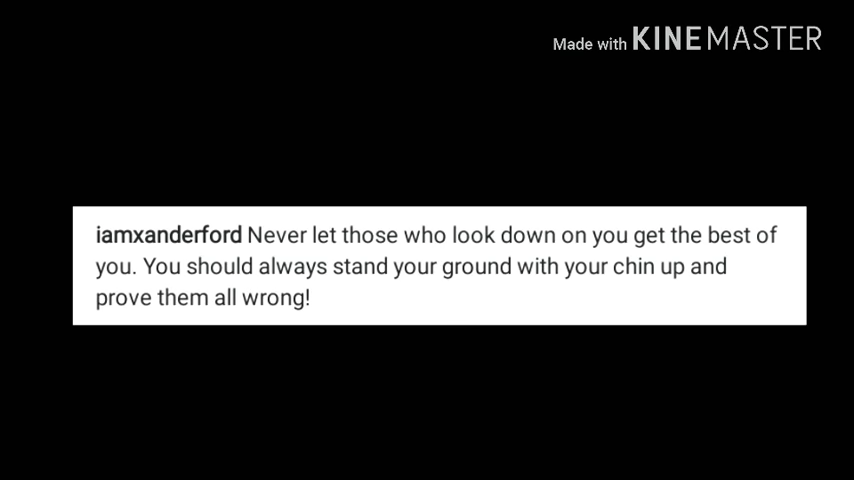 Made with KINEMASTER
iamxanderford Never let those who look down on you get the best of
you. You should always stand your ground with your chin up and
prove them all wrong!